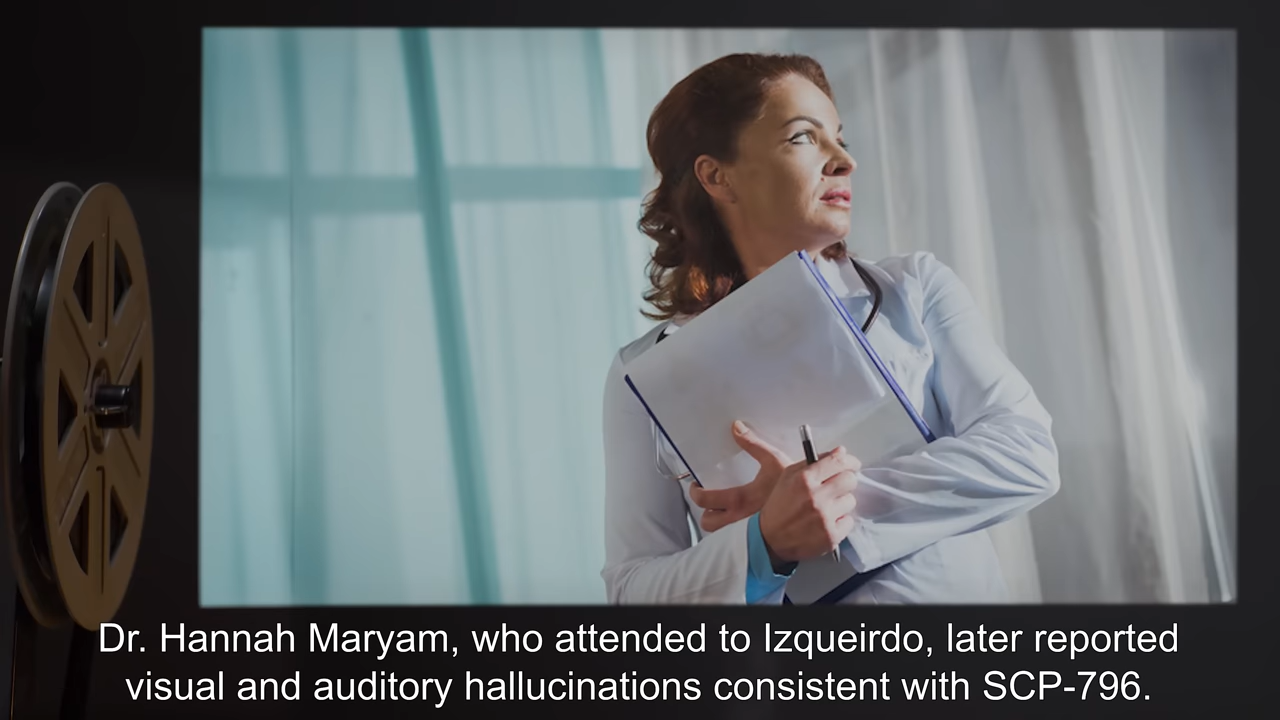 Dr. Hannah Maryam, who attended to Izqueirdo, later reported
visual and auditory hallucinations consistent with SCP-796.